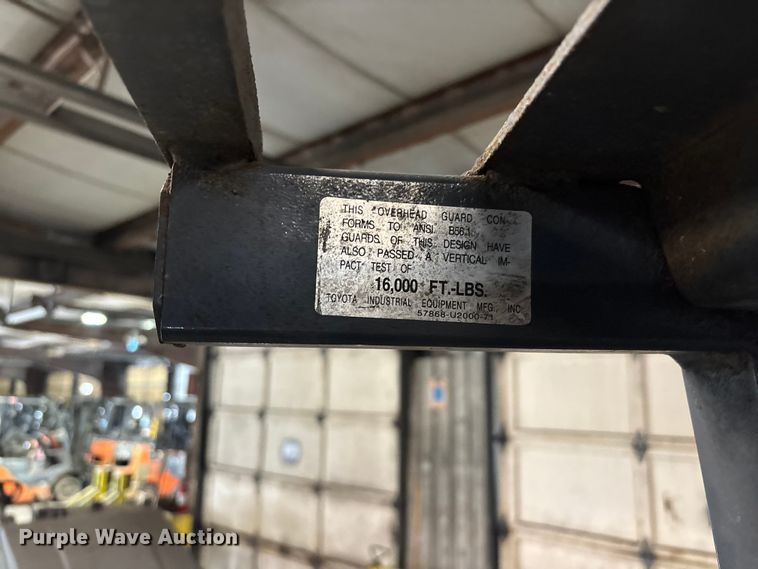 THIS OVERHEAD GUARD CON-
FORMS TO ANSI B56.1
GUARDS OF THIS DESIGN HAVE
ALSO PASSED A VERTICAL IM-
PACT TEST OF
16,000 FT.-LBS.
TOYOTA INDUSTRIAL EQUIPMENT MFG., INC.
57868-U2000-71
Purple Wave Auction